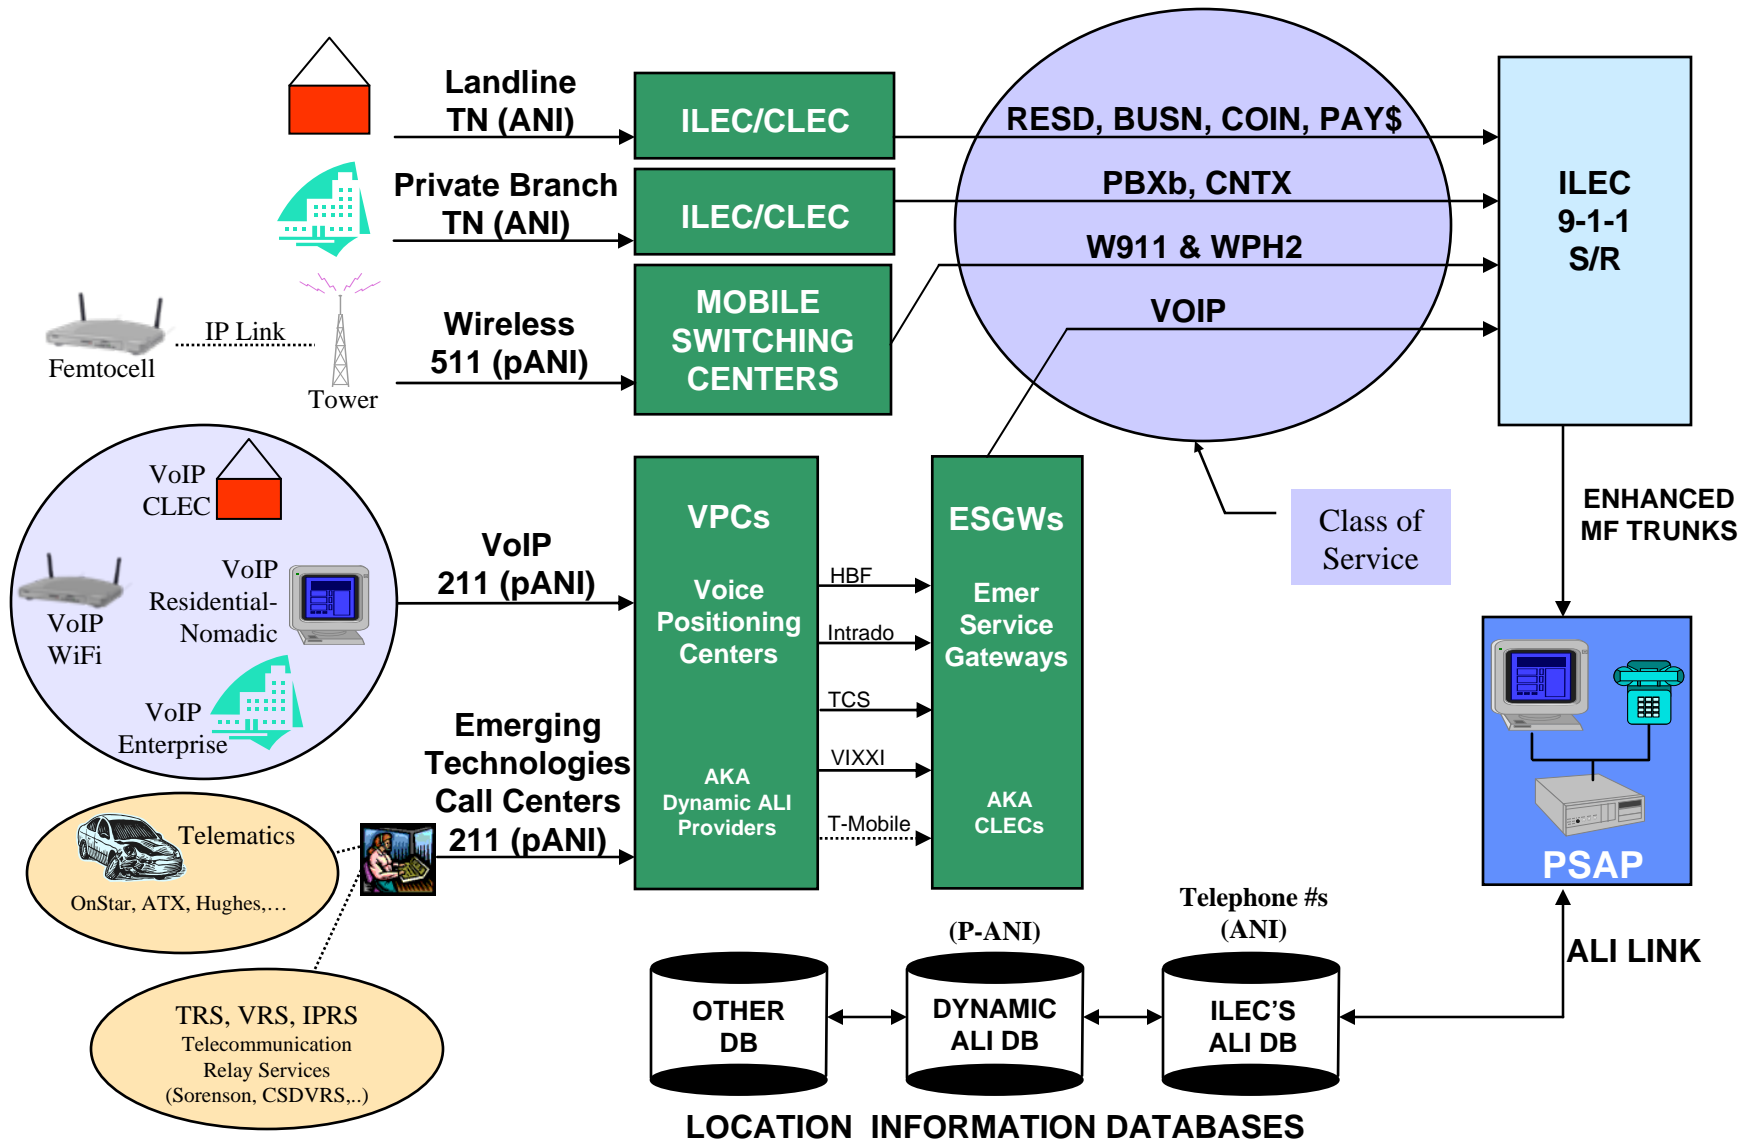 Landline
TN (ANI)
ILEC/CLEC
RESD, BUSN, COIN, PAY$
Private Branch
TN (ANI)
ILEC/CLEC
PBXb, CNTX
ILEC
9-1-1
S/R
W911 & WPH2
VOIP
Femtocell
IP Link
Tower
Wireless
511 (pANI)
MOBILE
SWITCHING
CENTERS
VoIP
CLEC
VoIP
WiFi
VoIP
Residential-
Nomadic
VoIP
Enterprise
VoIP
211 (pANI)
VPCs
Voice
Positioning
Centers
AKA
Dynamic ALI
Providers
HBF
Intrado
TCS
VIXXI
T-Mobile
ESGWs
Emer
Service
Gateways
AKA
CLECs
Class of
Service
ENHANCED
MF TRUNKS
PSAP
Emerging
Technologies
Call Centers
211 (pANI)
Telematics
OnStar, ATX, Hughes,…
TRS, VRS, IPRS
Telecommunication
Relay Services
(Sorenson, CSDVRS,..)
(P-ANI)
Telephone #s
(ANI)
ALI LINK
OTHER
DB
DYNAMIC
ALI DB
ILEC’S
ALI DB
LOCATION INFORMATION DATABASES